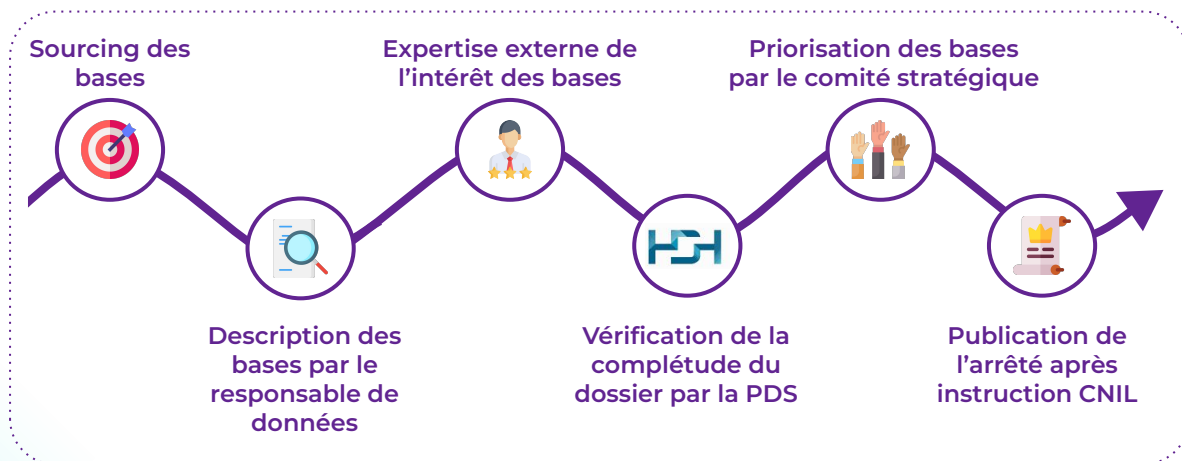 Sourcing des
bases
Description des
bases par le
responsable de
données
Expertise externe de
l’intérêt des bases
HDH
Vérification de la
complétude du
dossier par la PDS
Priorisation des bases
par le comité stratégique
Publication de
l’arrêté après
instruction CNIL